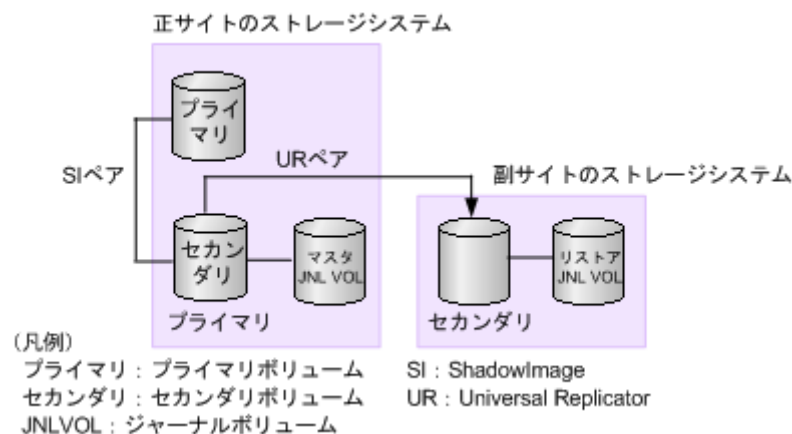 正サイトのストレージシステム
プライ
マリ
SIペア
URペア
副サイトのストレージシステム
セカン
ダリ
マスタ
JNL VOL
リストア
JNL VOL
プライマリ
セカンダリ
(凡例)
プライマリ:プライマリボリューム
セカンダリ:セカンダリボリューム
JNLVOL:ジャーナルボリューム
SI:ShadowImage
UR:Universal Replicator